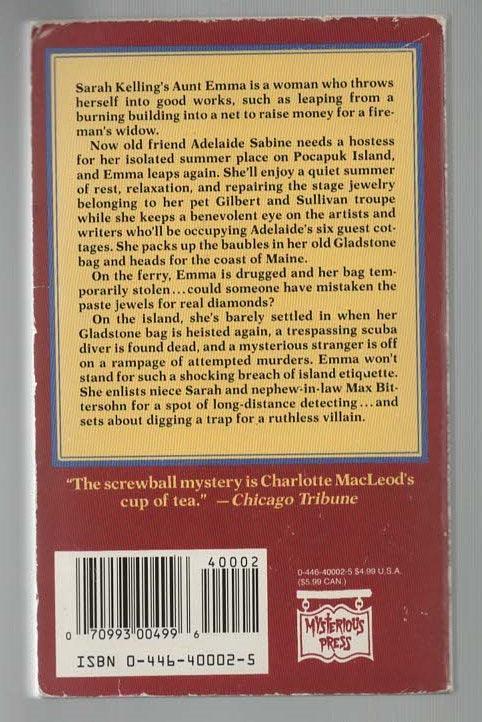 Sarah Kelling's Aunt Emma is a woman who throws
herself into good works, such as leaping from a
burning building into a net to raise money for a fire-
man's widow.
Now old friend Adelaide Sabine needs a hostess
for her isolated summer place on Pocapuk Island,
and Emma leaps again. She'll enjoy a quiet summer
of rest, relaxation, and repairing the stage jewelry
belonging to her pet Gilbert and Sullivan troupe
while she keeps a benevolent eye on the artists and
writers who'll be occupying Adelaide's six guest cot-
tages. She packs up the baubles in her old Gladstone
bag and heads for the coast of Maine.
On the ferry, Emma is drugged and her bag tem-
porarily stolen...could someone have mistaken the
paste jewels for real diamonds?
On the island, she's barely settled in when her
Gladstone bag is heisted again, a trespassing scuba
diver is found dead, and a mysterious stranger is off
on a rampage of attempted murders. Emma won't
stand for such a shocking breach of island etiquette.
She enlists niece Sarah and nephew-in-law Max Bit-
tersohn for a spot of long-distance detecting...and
sets about digging a trap for a ruthless villain.
"The screwball mystery is Charlotte MacLeod's
cup of tea." —Chicago Tribune
40002
0 70993 00499 6
ISBN 0-446-40002-5
0-446-40002-5 $4.99 U.S.A.
($5.99 CAN.)
MYSTERIOUS
PRESS